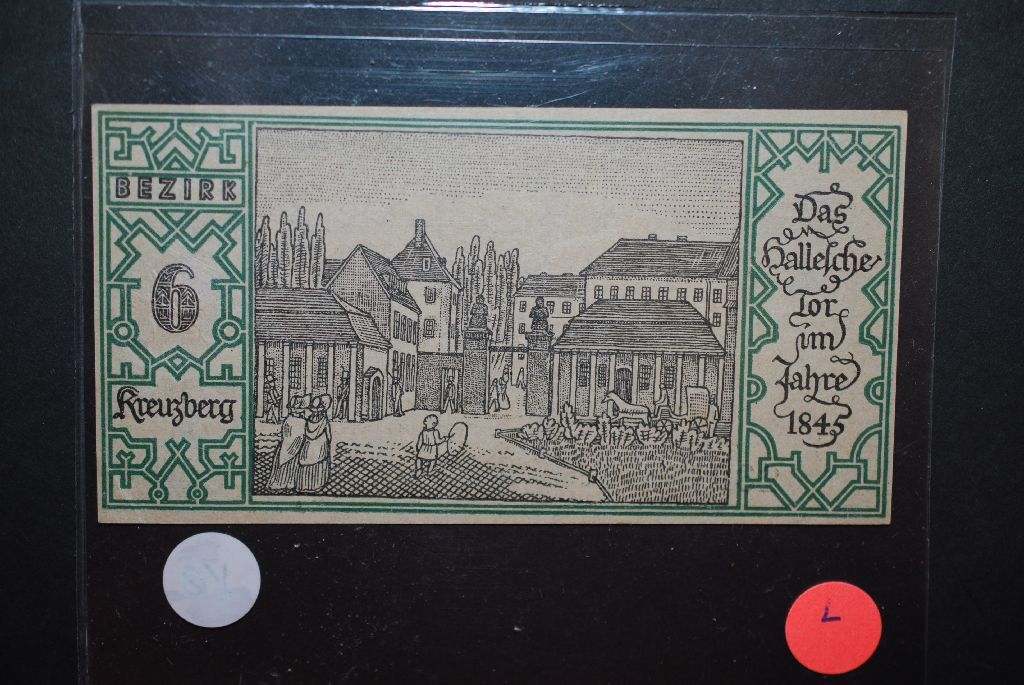 BEZIRK
6
Kreuzberg
Das
Hallesche
Tor
im
Jahre
1845
L